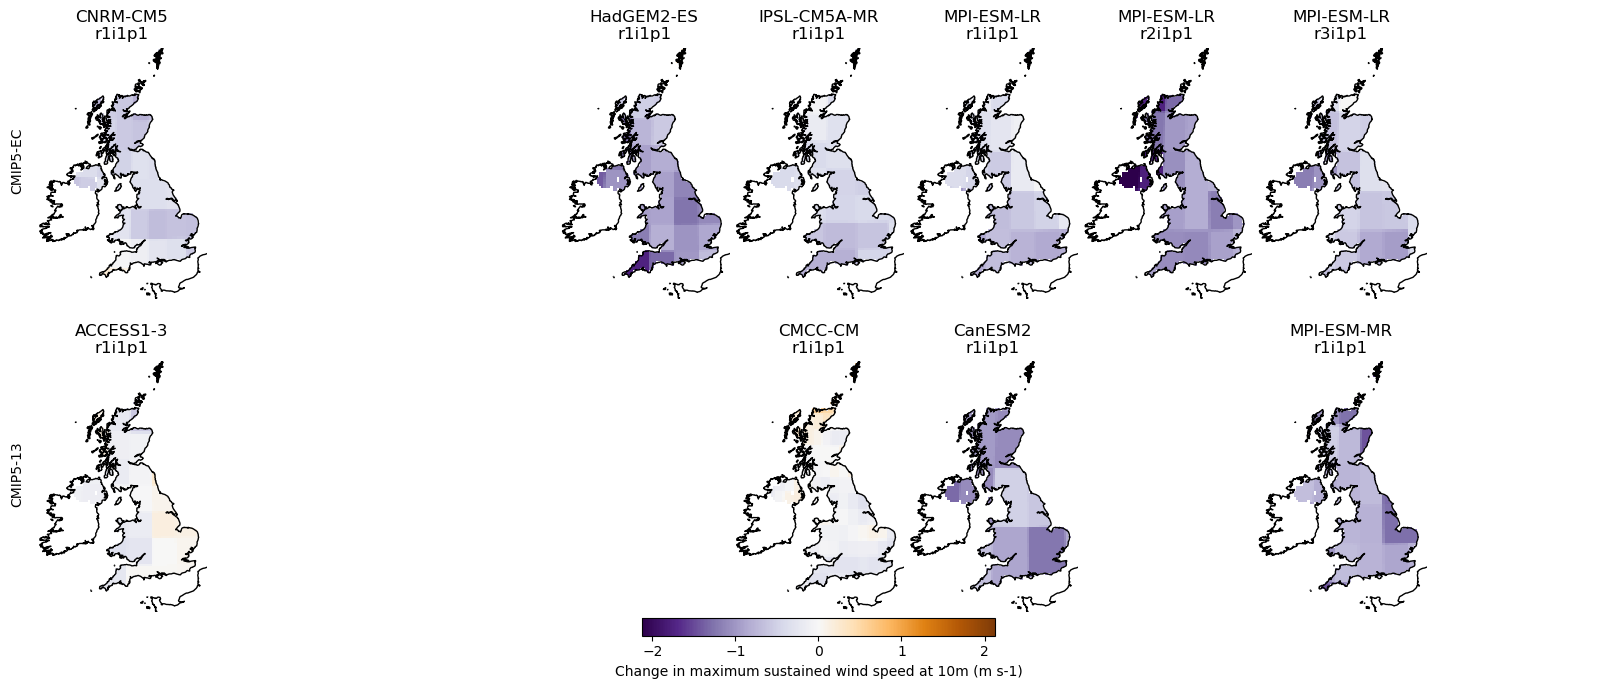 CNRM-CM5
r1i1p1
HadGEM2-ES
r1i1p1
IPSL-CM5A-MR
r1i1p1
MPI-ESM-LR
r1i1p1
MPI-ESM-LR
r2i1p1
MPI-ESM-LR
r3i1p1
CMIP5-EC
ACCESS1-3
r1i1p1
CMCC-CM
r1i1p1
CanESM2
r1i1p1
MPI-ESM-MR
r1i1p1
CMIP5-13
−2 −1 0 1 2
Change in maximum sustained wind speed at 10m (m s-1)